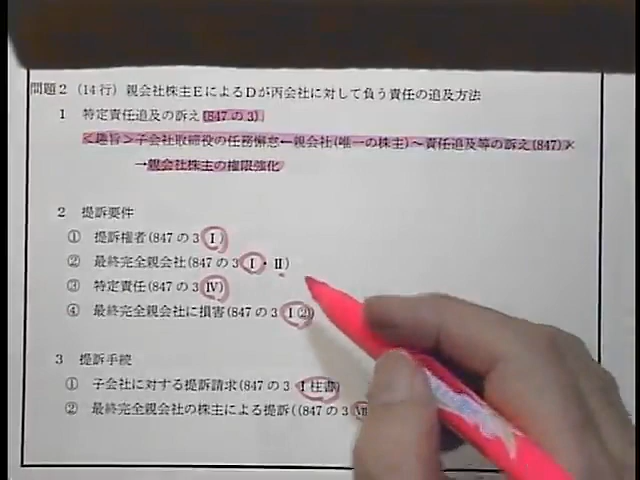 問題2 (14行) 親会社株主EによるDが丙会社に対して負う責任の追及方法
1 特定責任追及の訴え(847の3)
<趣旨>子会社取締役の任務懈怠←親会社(唯一の株主)~責任追及等の訴え(847)×
→親会社株主の権限強化
2 提訴要件
① 提訴権者(847の3Ⅰ)
② 最終完全親会社(847の3Ⅰ・Ⅱ)
③ 特定責任(847の3Ⅳ)
④ 最終完全親会社に損害(847の3Ⅰ②)
3 提訴手続
① 子会社に対する提訴請求(847の3Ⅰ柱書)
② 最終完全親会社の株主による提訴((847の3